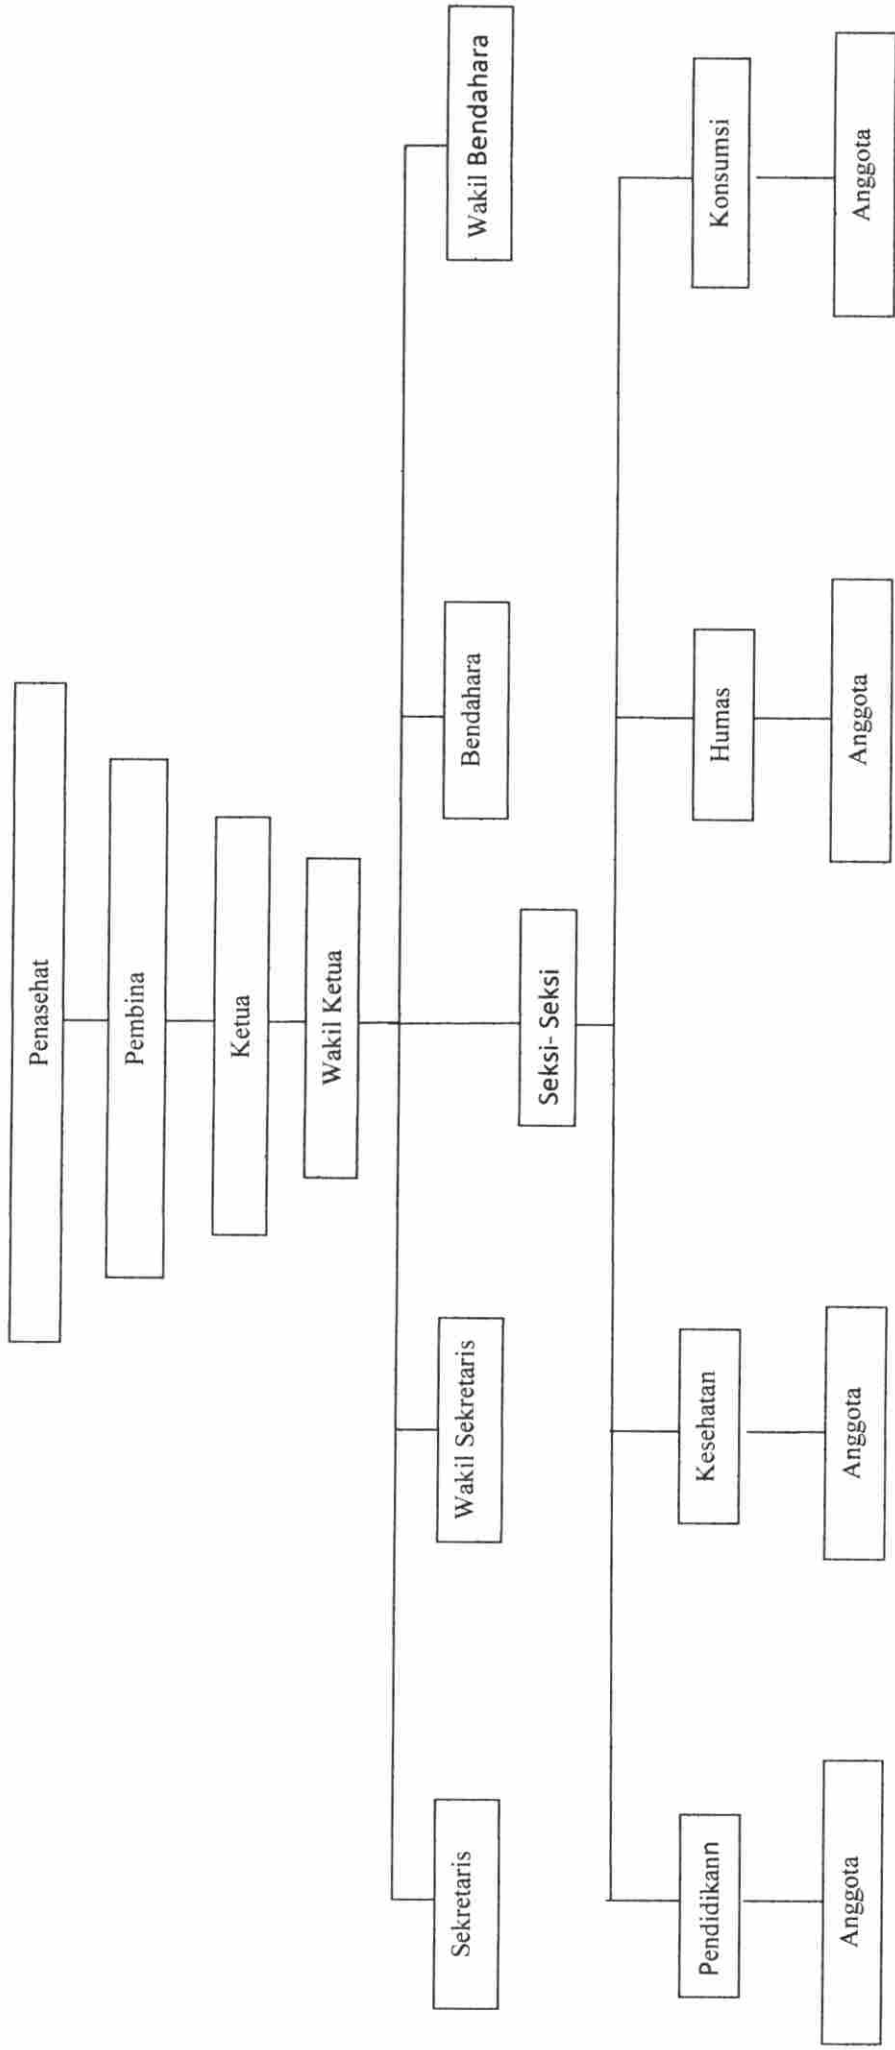 Penasehat
Pembina
Ketua
Wakil Ketua
Sekretaris
Wakil Sekretaris
Bendahara
Wakil Bendahara
Seksi- Seksi
Pendidikann
Kesehatan
Humas
Konsumsi
Anggota
Anggota
Anggota
Anggota